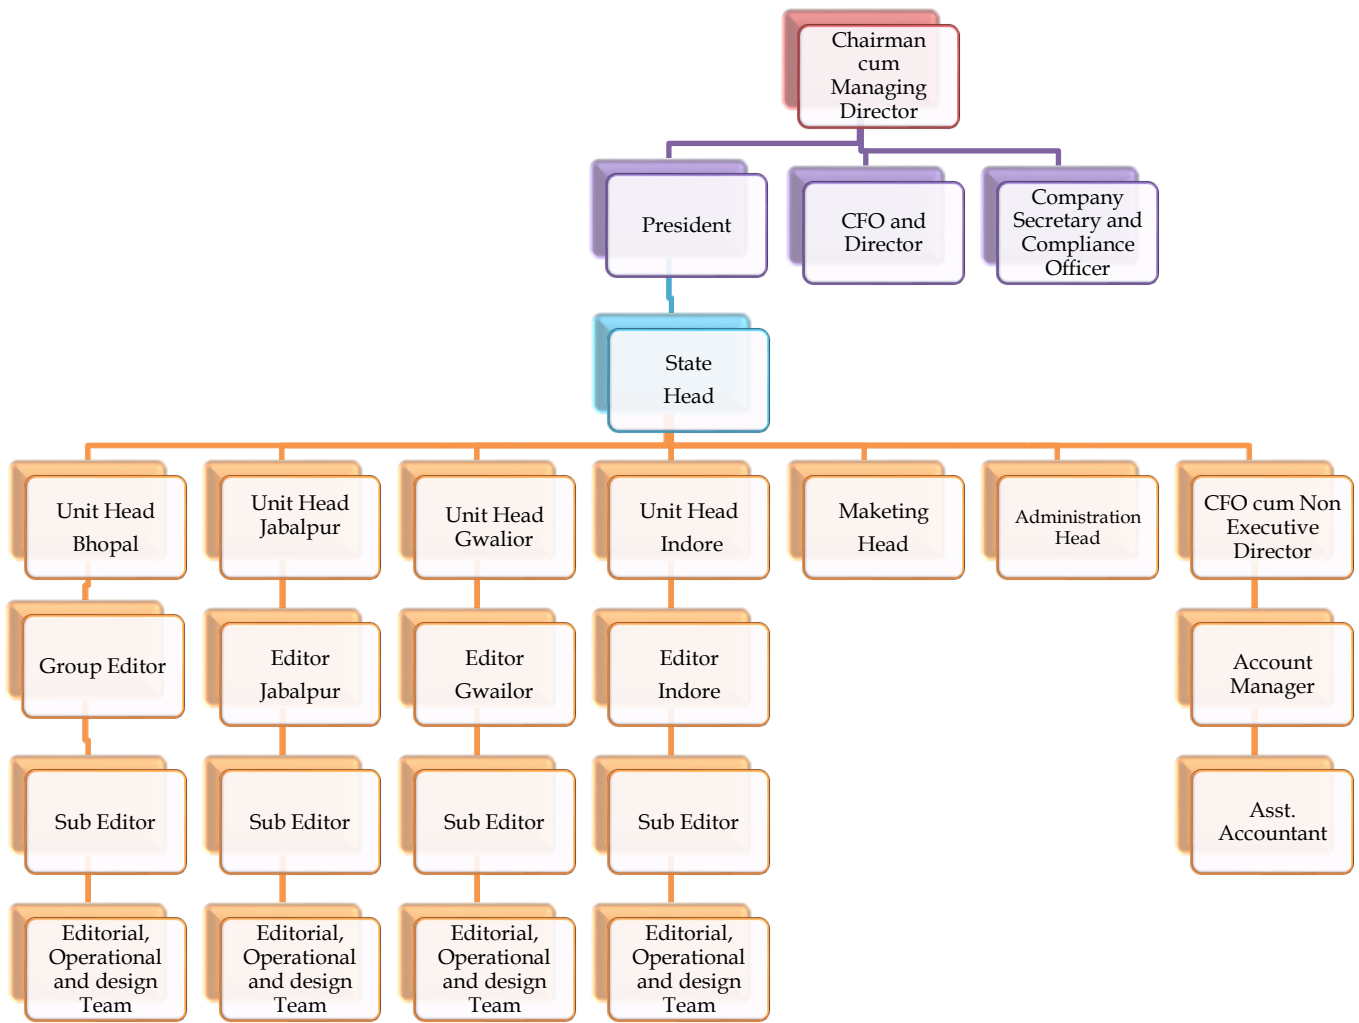 Chairman
cum
Managing
Director
President
CFO and
Director
Company
Secretary and
Compliance
Officer
State
Head
Unit Head
Bhopal
Unit Head
Jabalpur
Unit Head
Gwalior
Unit Head
Indore
Maketing
Head
Administration
Head
CFO cum Non
Executive
Director
Group Editor
Editor
Jabalpur
Editor
Gwailor
Editor
Indore
Account
Manager
Sub Editor
Sub Editor
Sub Editor
Sub Editor
Asst.
Accountant
Editorial,
Operational
and design
Team
Editorial,
Operational
and design
Team
Editorial,
Operational
and design
Team
Editorial,
Operational
and design
Team